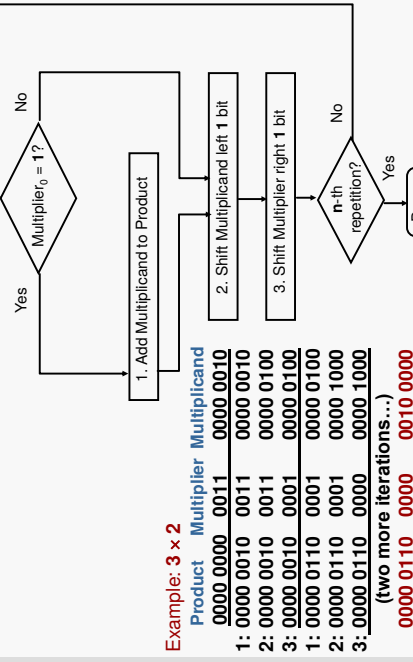 Multiplier₀ = 1?
Yes
No
1. Add Multiplicand to Product
2. Shift Multiplicand left 1 bit
3. Shift Multiplier right 1 bit
n-th
repetition?
No
Yes
Example: 3 × 2
Product Multiplier Multiplicand
0000 0000 0011 0000 0010
1: 0000 0010 0011 0000 0010
2: 0000 0010 0011 0000 0100
3: 0000 0010 0001 0000 0100
1: 0000 0110 0001 0000 0100
2: 0000 0110 0001 0000 1000
3: 0000 0110 0000 0000 1000
(two more iterations...)
0000 0110 0000 0010 0000